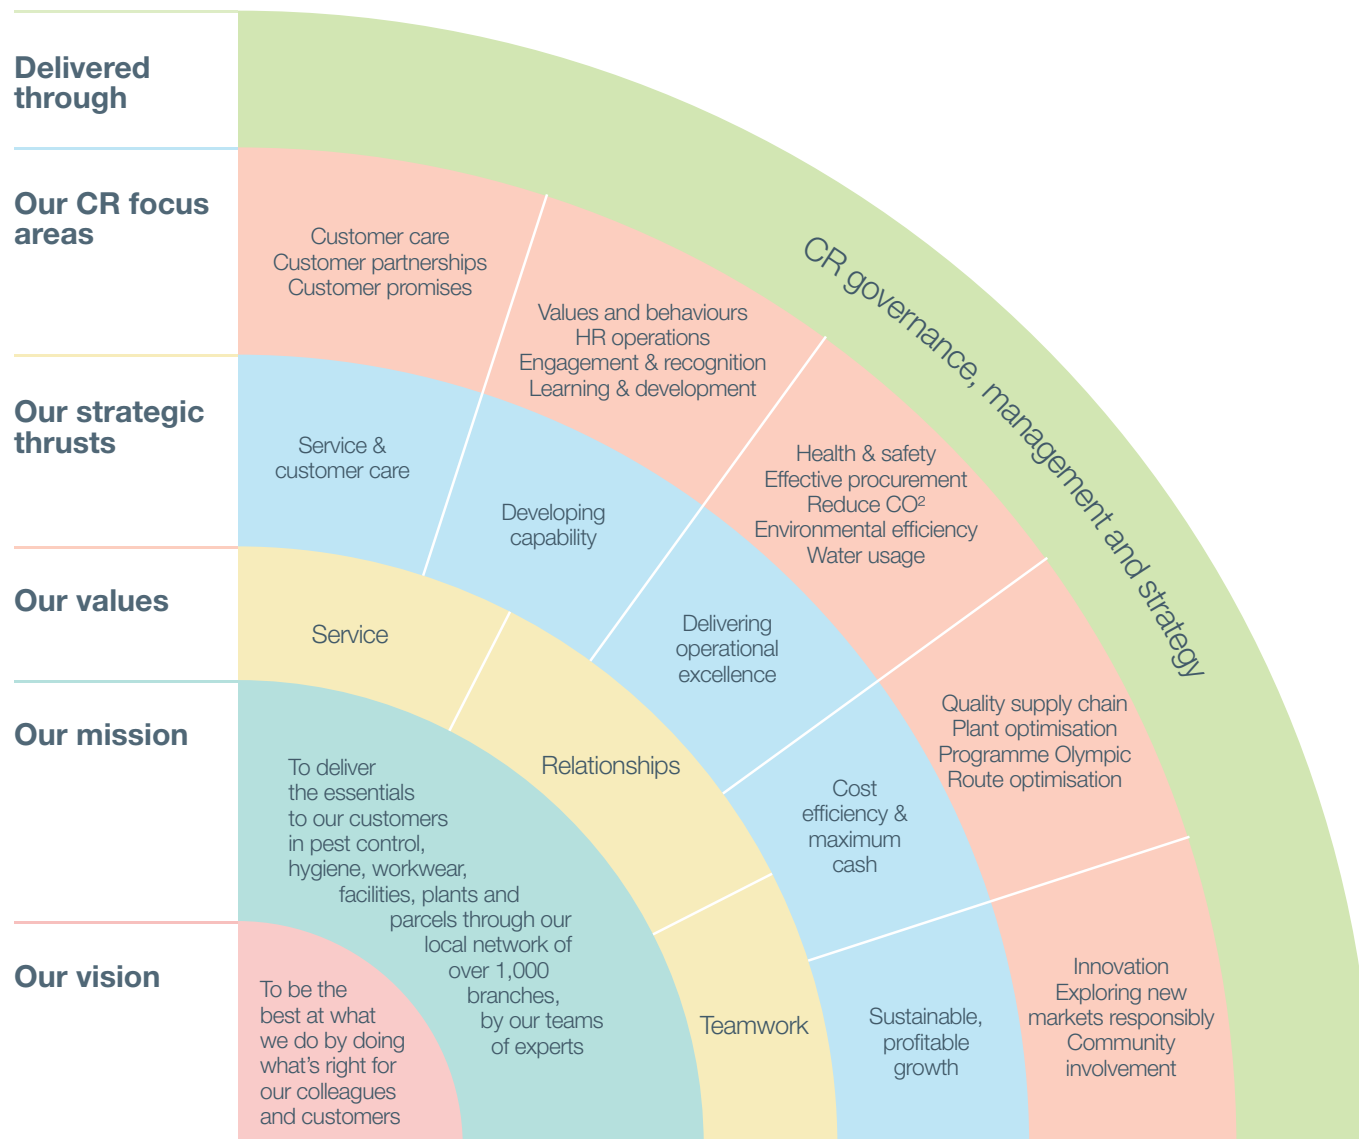 Delivered
through
CR governance, management and strategy
Our CR focus
areas
Customer care
Customer partnerships
Customer promises
Values and behaviours
HR operations
Engagement & recognition
Learning & development
Health & safety
Effective procurement
Reduce CO²
Environmental efficiency
Water usage
Quality supply chain
Plant optimisation
Programme Olympic
Route optimisation
Innovation
Exploring new
markets responsibly
Community
involvement
Our strategic
thrusts
Service &
customer care
Developing
capability
Delivering
operational
excellence
Cost
efficiency &
maximum
cash
Sustainable,
profitable
growth
Our values
Service
Relationships
Teamwork
Our mission
To deliver
the essentials
to our customers
in pest control,
hygiene, workwear,
facilities, plants and
parcels through our
local network of
over 1,000
branches,
by our teams
of experts
Our vision
To be the
best at what
we do by doing
what's right for
our colleagues
and customers